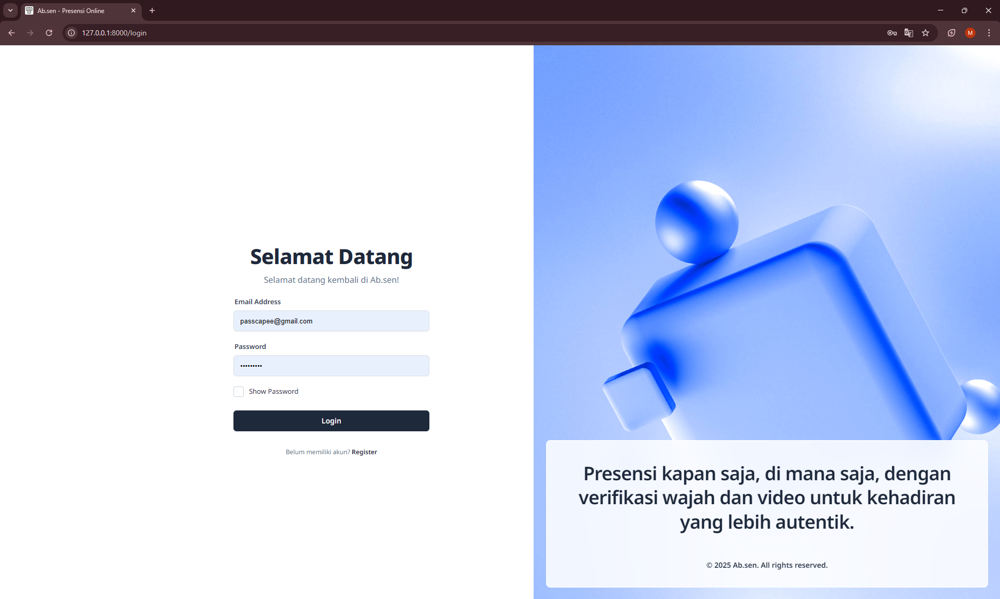 Ab.sen - Presensi Online
127.0.0.1:8000/login
M
Selamat Datang
Selamat datang kembali di Ab.sen!
Email Address
passcapee@gmail.com
Password
•••••••••
Show Password
Login
Belum memiliki akun? Register
Presensi kapan saja, di mana saja, dengan
verifikasi wajah dan video untuk kehadiran
yang lebih autentik.
© 2025 Ab.sen. All rights reserved.